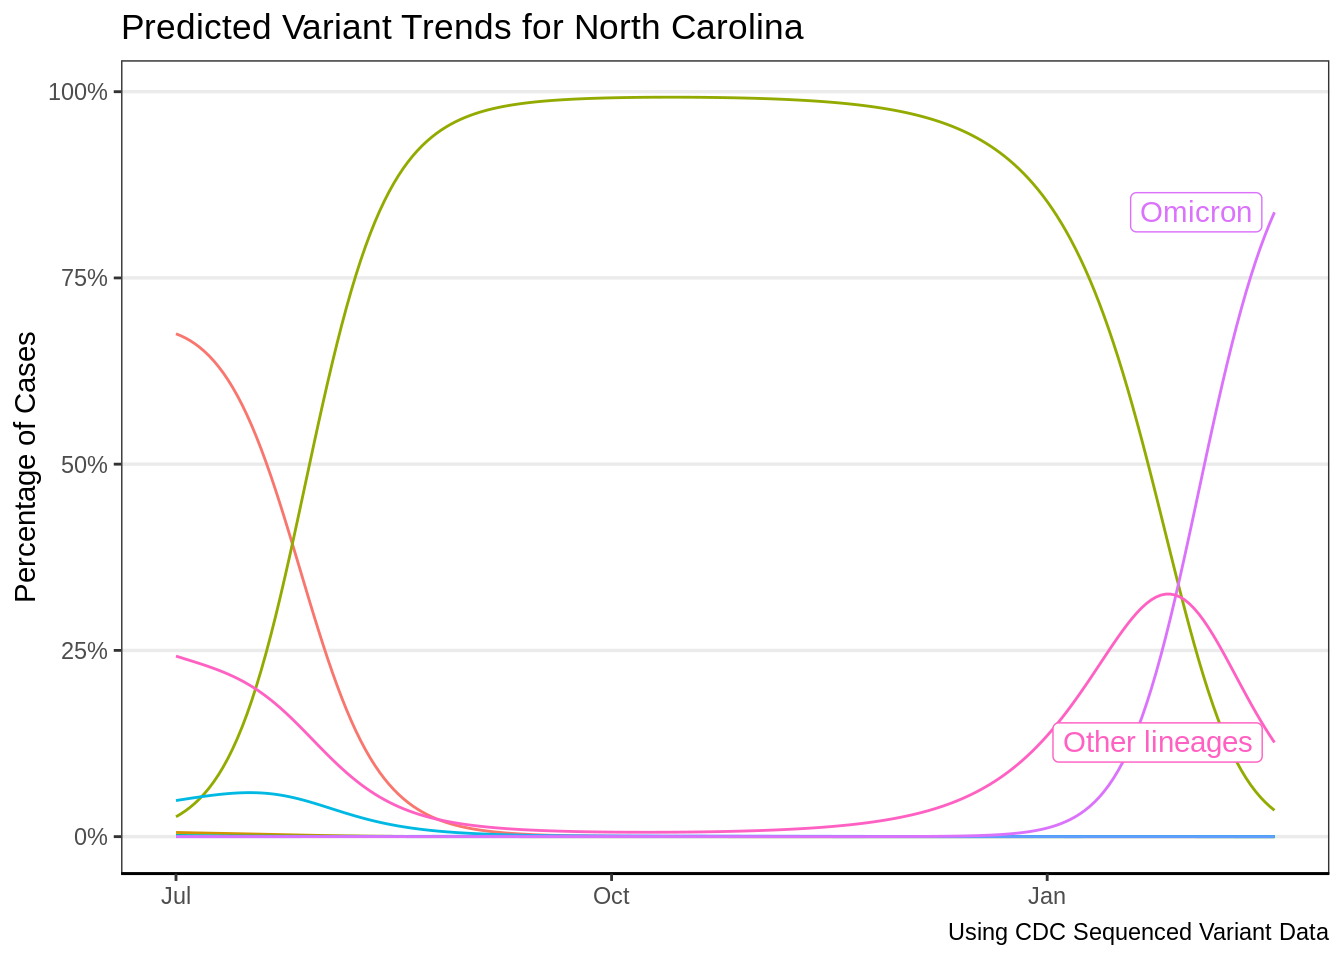 Predicted Variant Trends for North Carolina
100%
75%
50%
25%
0%
Percentage of Cases
Omicron
Other lineages
Jul
Oct
Jan
Using CDC Sequenced Variant Data